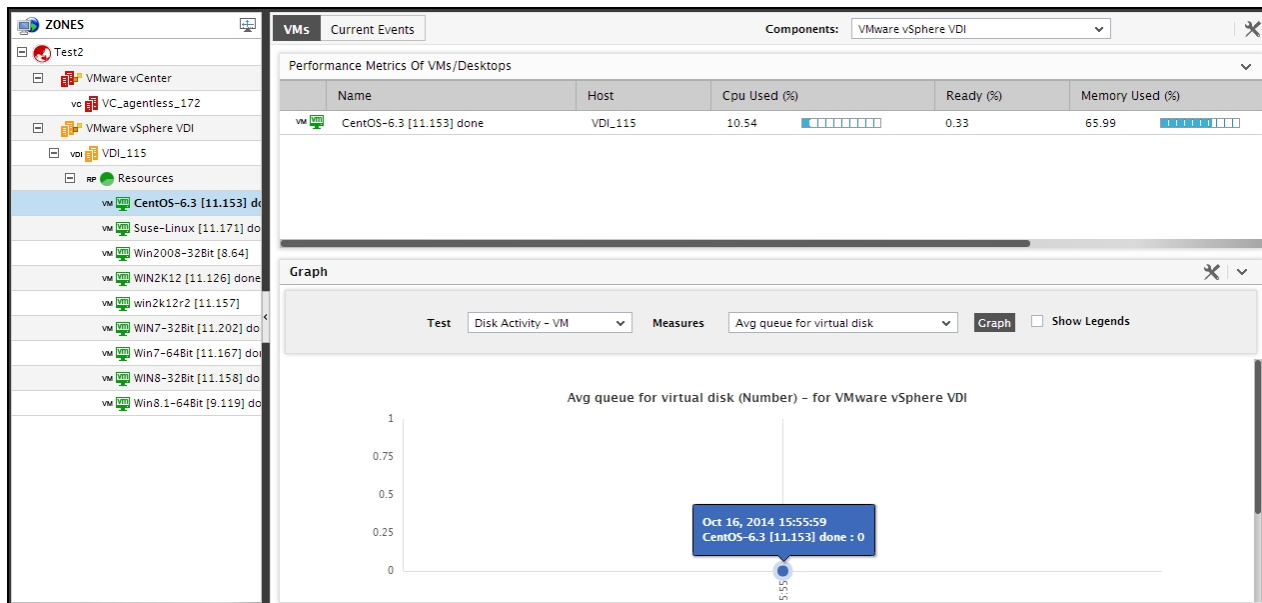 ZONES
Test2
VMware vCenter
VC VC_agentless_172
VMware vSphere VDI
VDI VDI_115
RP Resources
VM CentOS-6.3 [11.153] do
VM Suse-Linux [11.171] do
VM Win2008-32Bit [8.64]
VM WIN2K12 [11.126] done
VM win2k12r2 [11.157]
VM WIN7-32Bit [11.202] do
VM Win7-64Bit [11.167] do
VM WIN8-32Bit [11.158] do
VM Win8.1-64Bit [9.119] do
VMs Current Events Components: VMware vSphere VDI
Performance Metrics Of VMs/Desktops
Name Host Cpu Used (%) Ready (%) Memory Used (%)
VM CentOS-6.3 [11.153] done VDI_115 10.54 0.33 65.99
Graph
Test Disk Activity - VM Measures Avg queue for virtual disk Graph Show Legends
Avg queue for virtual disk (Number) - for VMware vSphere VDI
1
0.75
0.5
0.25
0
Oct 16, 2014 15:55:59
CentOS-6.3 [11.153] done : 0